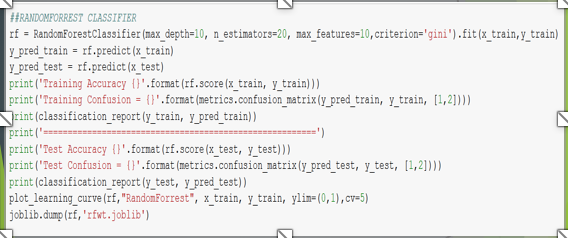 ##RANDOMFORREST CLASSIFIER
rf = RandomForestClassifier(max_depth=10, n_estimators=20, max_features=10,criterion='gini').fit(x_train,y_train)
y_pred_train = rf.predict(x_train)
y_pred_test = rf.predict(x_test)
print('Training Accuracy {}'.format(rf.score(x_train, y_train)))
print('Training Confusion = {}'.format(metrics.confusion_matrix(y_pred_train, y_train, [1,2])))
rint(classification_report(y_train, y_pred_train))
print('========================================================')
print('Test Accuracy {}'.format(rf.score(x_test, y_test)))
print('Test Confusion = {}'.format(metrics.confusion_matrix(y_pred_test, y_test, [1,2])))
print(classification_report(y_test, y_pred_test))
plot_learning_curve(rf,"RandomForrest", x_train, y_train, ylim=(0,1),cv=5)
joblib.dump(rf,'rfwt.joblib')